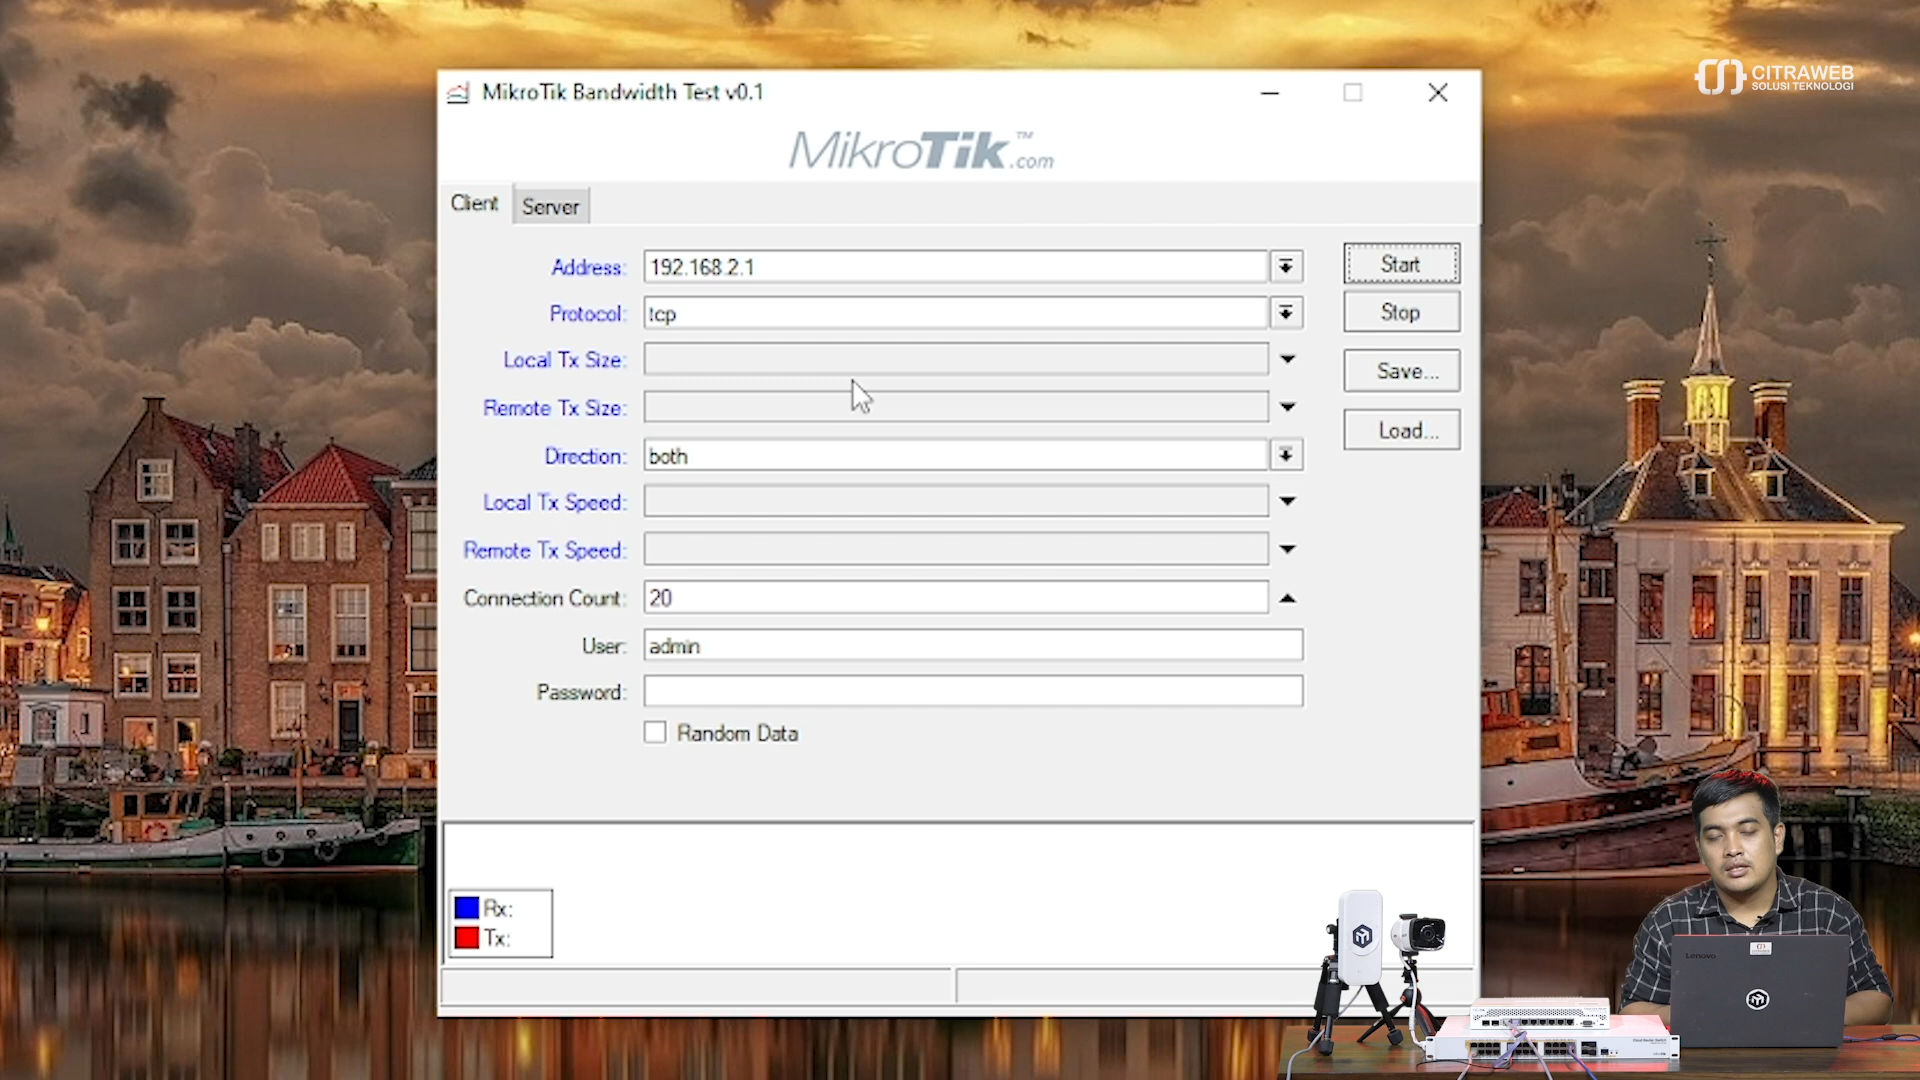 MikroTik Bandwidth Test v0.1
CITRAWEB
SOLUSI TEKNOLOGI
MikroTik™.com
Client
Server
Address: 192.168.2.1
Start
Protocol: tcp
Stop
Local Tx Size:
Save...
Remote Tx Size:
Load...
Direction: both
Local Tx Speed:
Remote Tx Speed:
Connection Count: 20
User: admin
Password:
Random Data
Rx:
Tx:
Lenovo